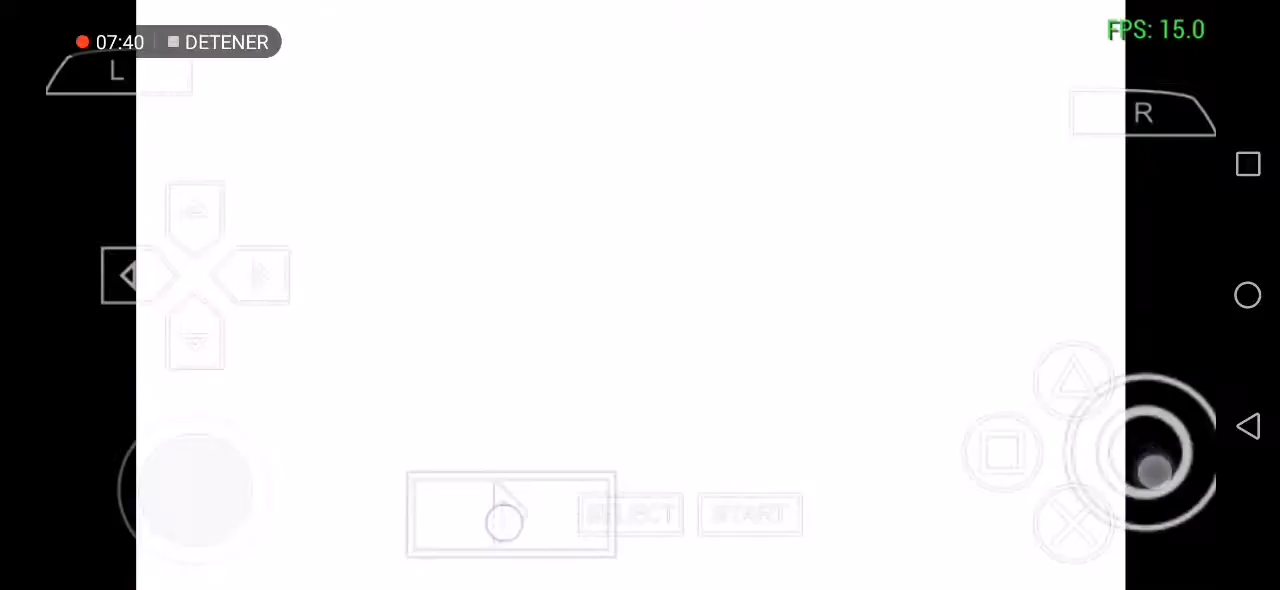 FPS: 15.0
07:40 DETENER
L
R
SELECT START